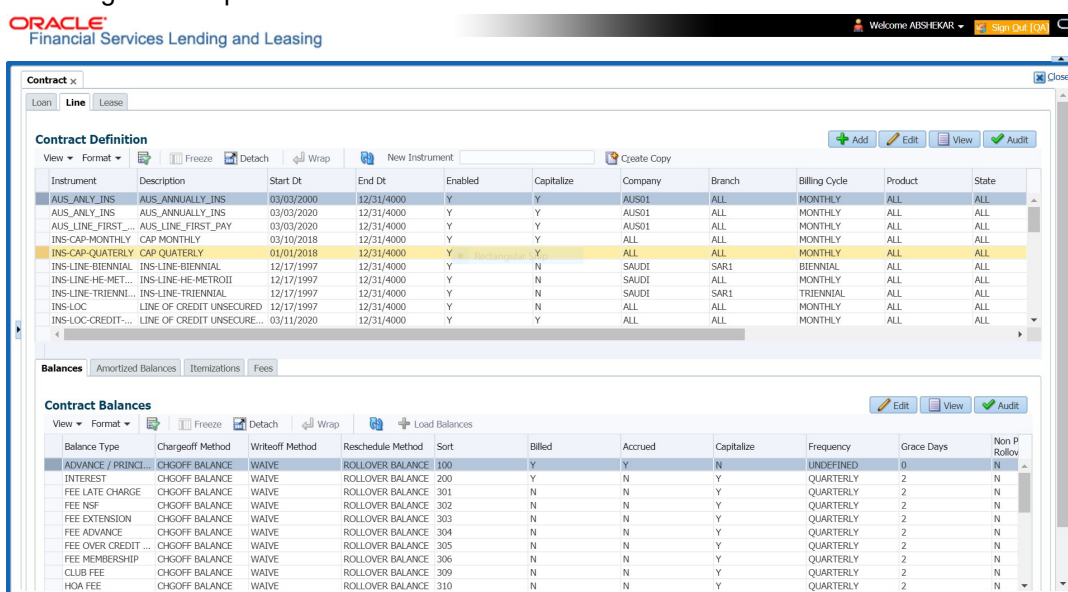 ORACLE
Financial Services Lending and Leasing
Welcome ABSHEKAR
Sign Out [QA]
Contract
Close
Loan Line Lease
Contract Definition
Add Edit View Audit
View Format Freeze Detach Wrap New Instrument Create Copy
Instrument Description Start Dt End Dt Enabled Capitalize Company Branch Billing Cycle Product State
AUS_ANLY_INS AUS_ANNUALLY_INS 03/03/2000 12/31/4000 Y Y AUS01 ALL MONTHLY ALL ALL
AUS_ANLY_INS AUS_ANNUALLY_INS 03/03/2020 12/31/4000 Y Y AUS01 ALL MONTHLY ALL ALL
AUS_LINE_FIRST_... AUS_LINE_FIRST_PAY 03/03/2020 12/31/4000 Y Y AUS01 ALL MONTHLY ALL ALL
INS-CAP-MONTHLY CAP MONTHLY 03/10/2018 12/31/4000 Y Y ALL ALL MONTHLY ALL ALL
INS-CAP-QUATERLY CAP QUATERLY 01/01/2018 12/31/4000 Y Y ALL ALL MONTHLY ALL ALL
INS-LINE-BIENNIAL INS-LINE-BIENNIAL 12/17/1997 12/31/4000 Y N SAUDI SAR1 BIENNIAL ALL ALL
INS-LINE-HE-MET... INS-LINE-HE-METROII 12/17/1997 12/31/4000 Y N SAUDI ALL MONTHLY ALL ALL
INS-LINE-TRIENNI... INS-LINE-TRIENNIAL 12/17/1997 12/31/4000 Y N SAUDI SAR1 TRIENNIAL ALL ALL
INS-LOC LINE OF CREDIT UNSECURED 12/17/1997 12/31/4000 Y N ALL ALL MONTHLY ALL ALL
INS-LOC-CREDIT-... LINE OF CREDIT UNSECURE... 03/11/2020 12/31/4000 Y Y ALL ALL MONTHLY ALL ALL
Balances Amortized Balances Itemizations Fees
Contract Balances
Edit View Audit
View Format Freeze Detach Wrap Load Balances
Balance Type Chargeoff Method Writeoff Method Reschedule Method Sort Billed Accrued Capitalize Frequency Grace Days Non P
Rollov
ADVANCE / PRINCI... CHGOFF BALANCE WAIVE ROLLOVER BALANCE 100 Y Y N UNDEFINED 0 N
INTEREST CHGOFF BALANCE WAIVE ROLLOVER BALANCE 200 Y N Y QUARTERLY 2 N
FEE LATE CHARGE CHGOFF BALANCE WAIVE ROLLOVER BALANCE 301 N N Y QUARTERLY 2 N
FEE NSF CHGOFF BALANCE WAIVE ROLLOVER BALANCE 302 N N Y QUARTERLY 2 N
FEE EXTENSION CHGOFF BALANCE WAIVE ROLLOVER BALANCE 303 N N Y QUARTERLY 2 N
FEE ADVANCE CHGOFF BALANCE WAIVE ROLLOVER BALANCE 304 N N Y QUARTERLY 2 N
FEE OVER CREDIT ... CHGOFF BALANCE WAIVE ROLLOVER BALANCE 305 N N Y QUARTERLY 2 N
FEE MEMBERSHIP CHGOFF BALANCE WAIVE ROLLOVER BALANCE 306 N N Y QUARTERLY 2 N
CLUB FEE CHGOFF BALANCE WAIVE ROLLOVER BALANCE 309 N N Y QUARTERLY 2 N
HOA FEE CHGOFF BALANCE WAIVE ROLLOVER BALANCE 310 N N Y QUARTERLY 2 N